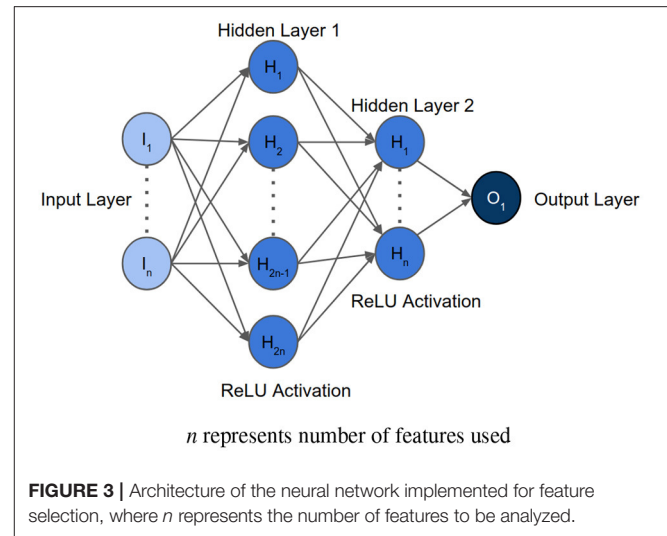 Hidden Layer 1
H1
Hidden Layer 2
I1
H2
H1
Input Layer
O1
Output Layer
In
H2n-1
Hn
ReLU Activation
H2n
ReLU Activation
n represents number of features used
FIGURE 3 | Architecture of the neural network implemented for feature
selection, where n represents the number of features to be analyzed.